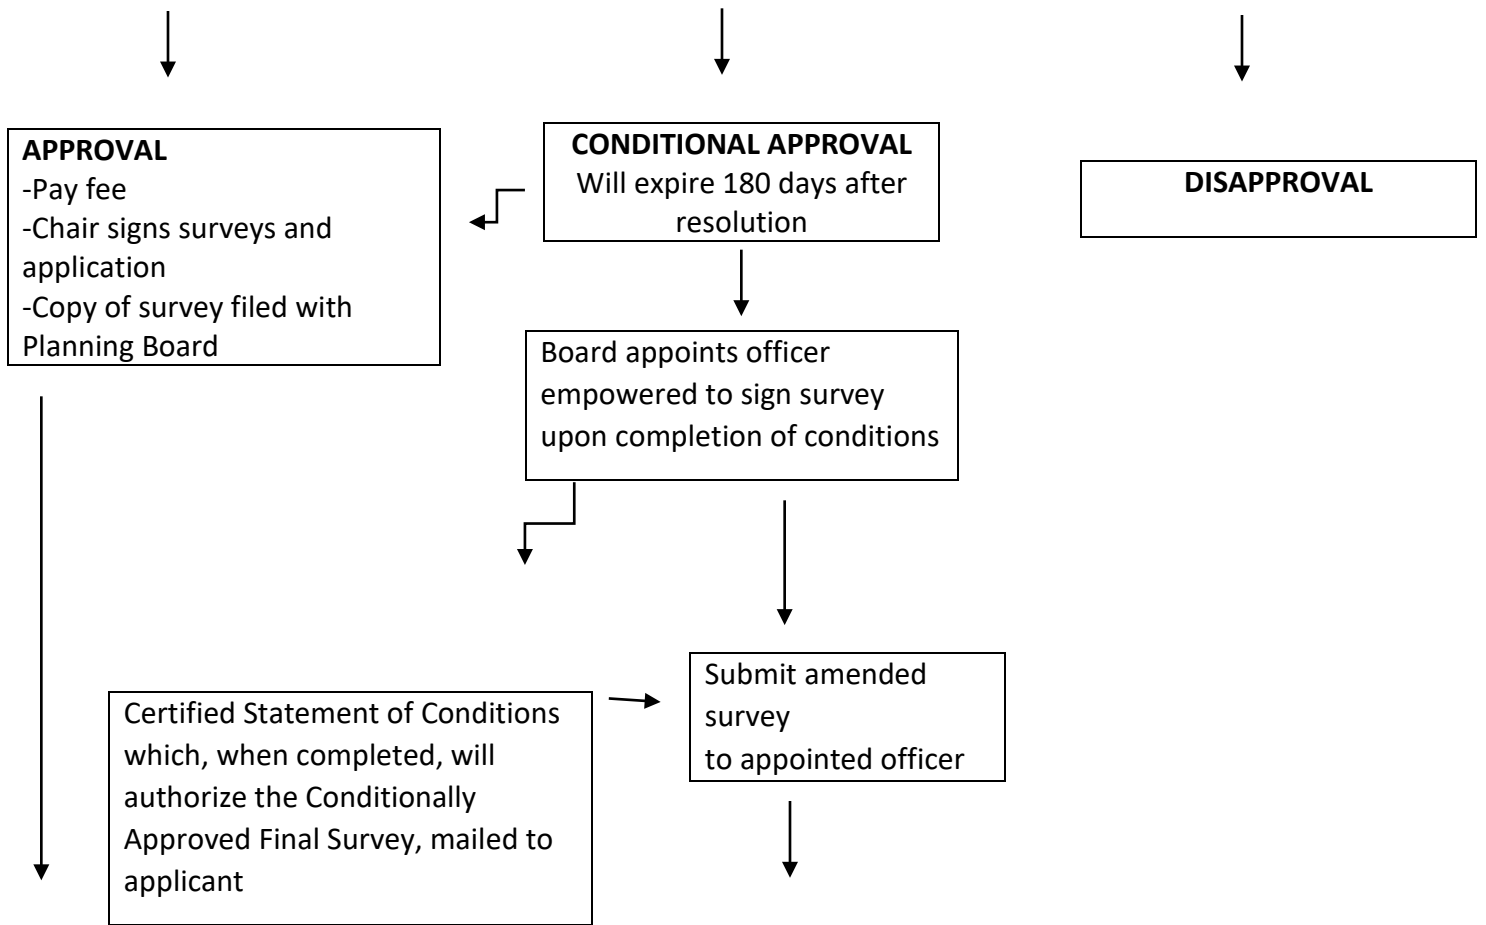 APPROVAL
-Pay fee
-Chair signs surveys and
application
-Copy of survey filed with
Planning Board
CONDITIONAL APPROVAL
Will expire 180 days after
resolution
DISAPPROVAL
Board appoints officer
empowered to sign survey
upon completion of conditions
Certified Statement of Conditions
which, when completed, will
authorize the Conditionally
Approved Final Survey, mailed to
applicant
Submit amended
survey
to appointed officer